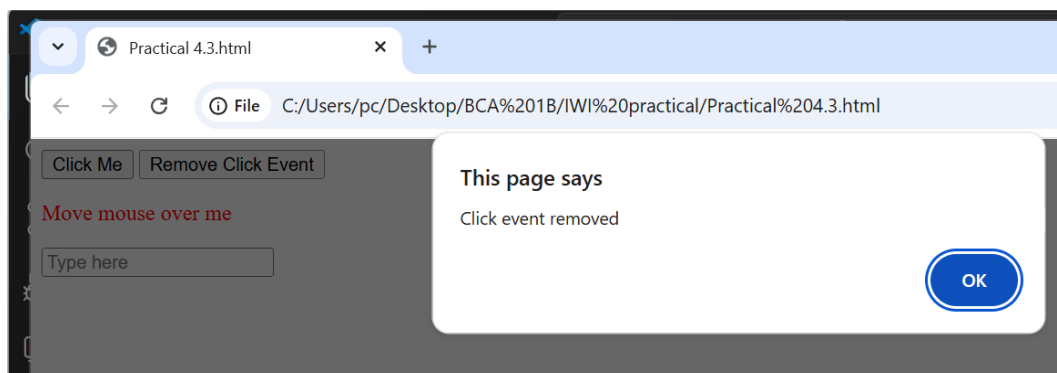 Practical 4.3.html
File C:/Users/pc/Desktop/BCA%201B/IWI%20practical/Practical%204.3.html
Click Me Remove Click Event
Move mouse over me
Type here
This page says
Click event removed
OK